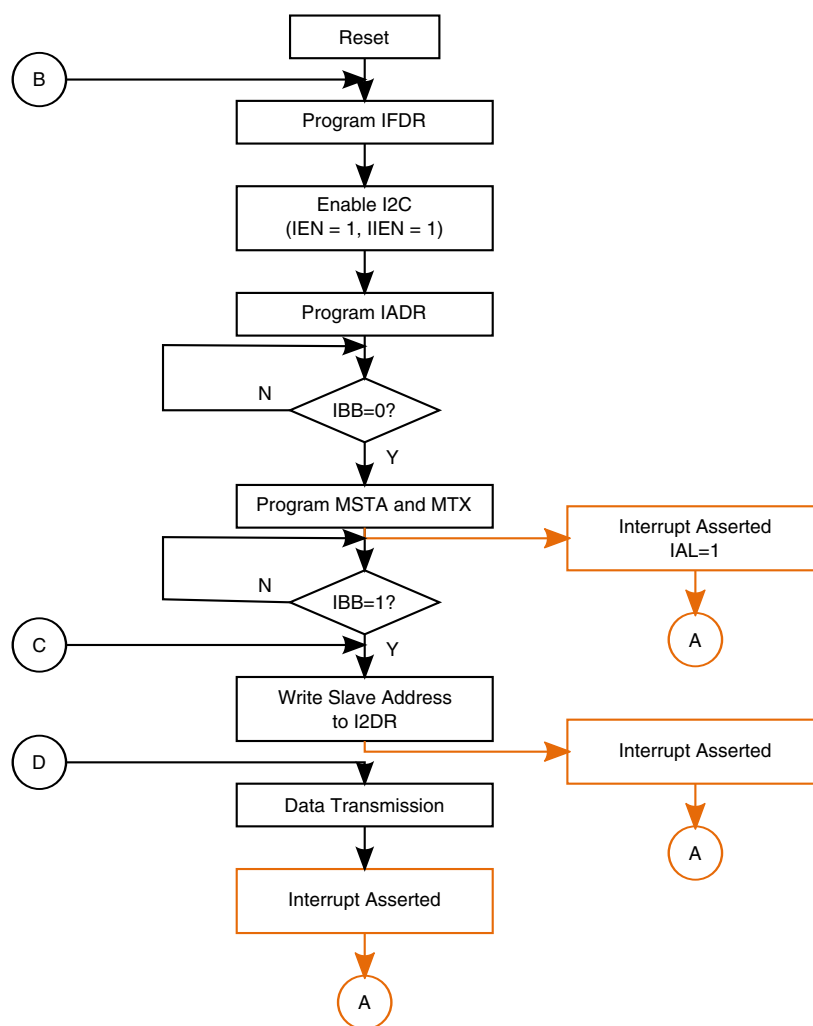 Reset
B
Program IFDR
Enable I2C
(IEN = 1, IIEN = 1)
Program IADR
N
IBB=0?
Y
Program MSTA and MTX
Interrupt Asserted
IAL=1
N
IBB=1?
A
C
Y
Write Slave Address
to I2DR
Interrupt Asserted
D
Data Transmission
A
Interrupt Asserted
A